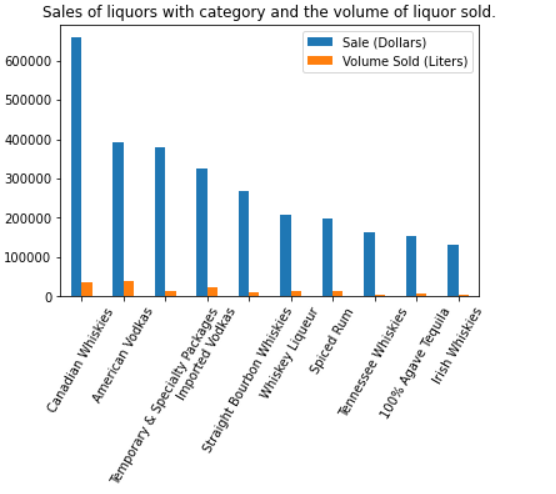 Sales of liquors with category and the volume of liquor sold.
Sale (Dollars)
Volume Sold (Liters)
600000
500000
400000
300000
200000
100000
0
Canadian Whiskies
American Vodkas
Temporary & Specialty Packages
Imported Vodkas
Straight Bourbon Whiskies
Whiskey Liqueur
Spiced Rum
Tennessee Whiskies
100% Agave Tequila
Irish Whiskies